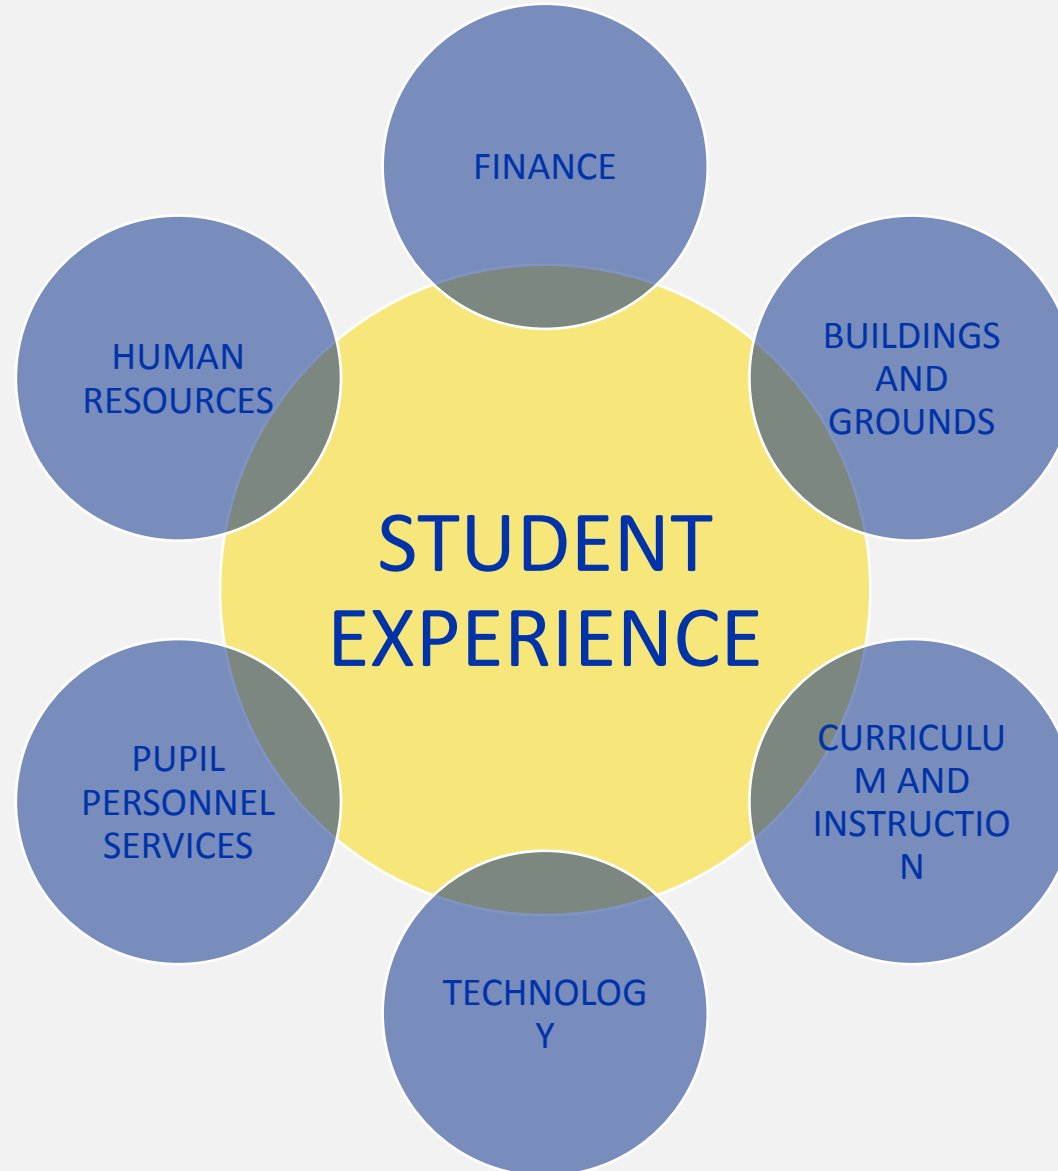 FINANCE
HUMAN
RESOURCES
BUILDINGS
AND
GROUNDS
STUDENT
EXPERIENCE
PUPIL
PERSONNEL
SERVICES
CURRICULU
M AND
INSTRUCTIO
N
TECHNOLOG
Y